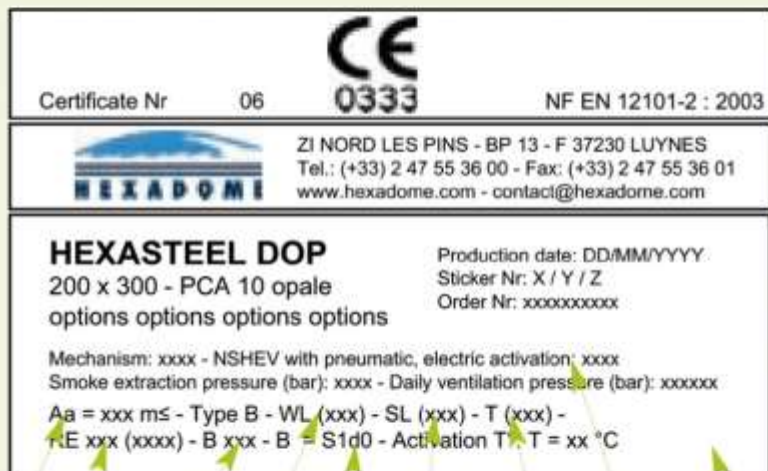 CE
Certificate Nr 06 0333 NF EN 12101-2 : 2003
HEXADOME
ZI NORD LES PINS - BP 13 - F 37230 LUYNES
Tel.: (+33) 2 47 55 36 00 - Fax: (+33) 2 47 55 36 01
www.hexadome.com - contact@hexadome.com
HEXASTEEL DOP
200 x 300 - PCA 10 opale
options options options options
Production date: DD/MM/YYYY
Sticker Nr: X / Y / Z
Order Nr: xxxxxxxxxx
Mechanism: xxxx - NSHEV with pneumatic, electric activation: xxxx
Smoke extraction pressure (bar): xxxx - Daily ventilation pressure (bar): xxxxxx
Aa = xxx m≤ - Type B - WL (xxx) - SL (xxx) - T (xxx) -
RE xxx (xxxx) - B xxx - B = S1d0 - Activation T : T = xx °C